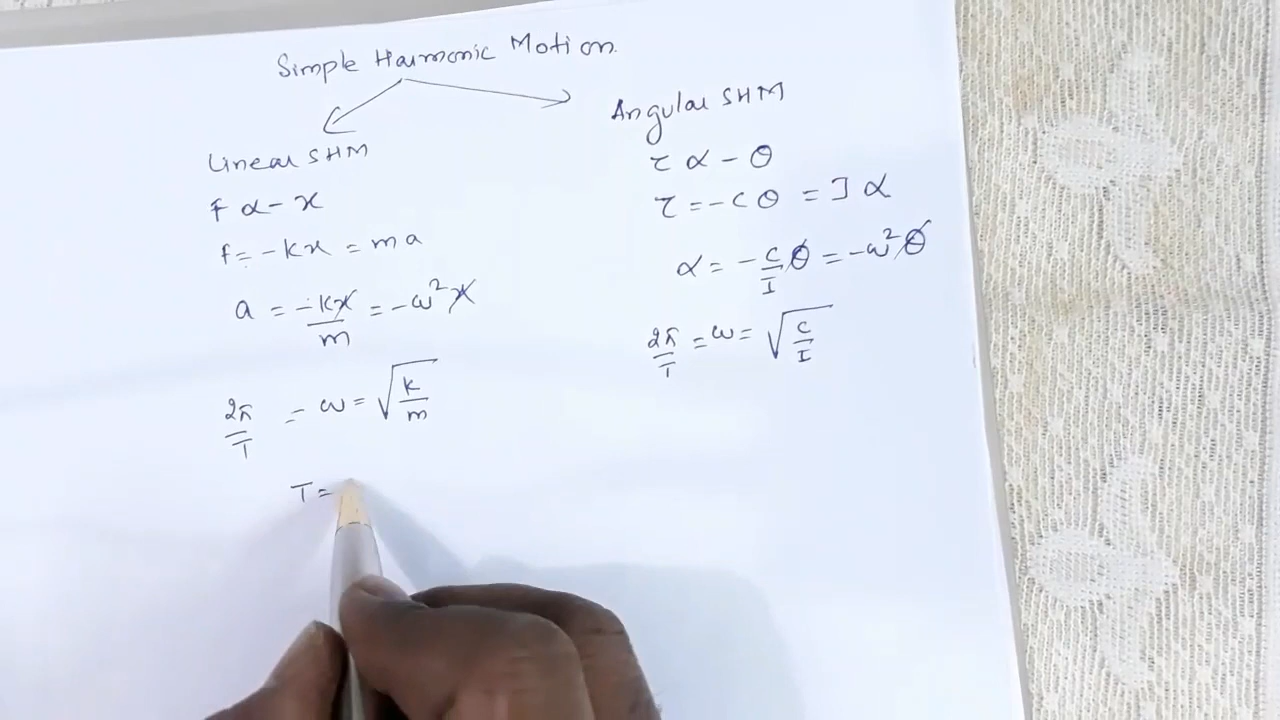 Simple Harmonic Motion
Linear SHM
F α - x
F = -kx = ma
a = -kx/m = -ω²x
2π/T = ω = √(k/m)
T =
Angular SHM
τ α - θ
τ = -cθ = Iα
α = -c/I θ = -ω²θ
2π/T = ω = √(c/I)